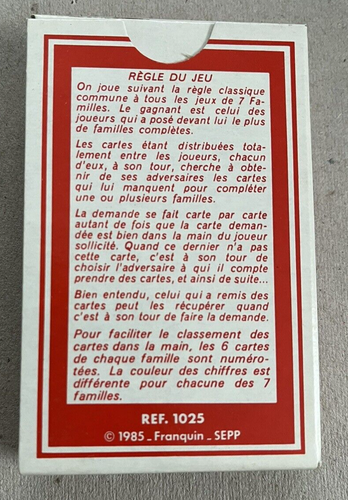 RÈGLE DU JEU
On joue suivant la règle classique
commune à tous les jeux de 7 Fa-
milles. Le gagnant est celui des
joueurs qui a posé devant lui le plus
de familles complètes.
Les cartes étant distribuées tota-
lement entre les joueurs, chacun
d'eux, à son tour, cherche à obte-
nir de ses adversaires les cartes
qui lui manquent pour compléter
une ou plusieurs familles.
La demande se fait carte par carte
autant de fois que la carte deman-
dée est bien dans la main du joueur
sollicité. Quand ce dernier n'a pas
cette carte, c'est à son tour de
choisir l'adversaire à qui il compte
prendre des cartes, et ainsi de suite...
Bien entendu, celui qui a remis des
cartes peut les récupérer quand
c'est à son tour de faire la demande.
Pour faciliter le classement des
cartes dans la main, les 6 cartes
de chaque famille sont numéro-
tées. La couleur des chiffres est
différente pour chacune des 7
familles.
REF. 1025
© 1985_Franquin_SEPP